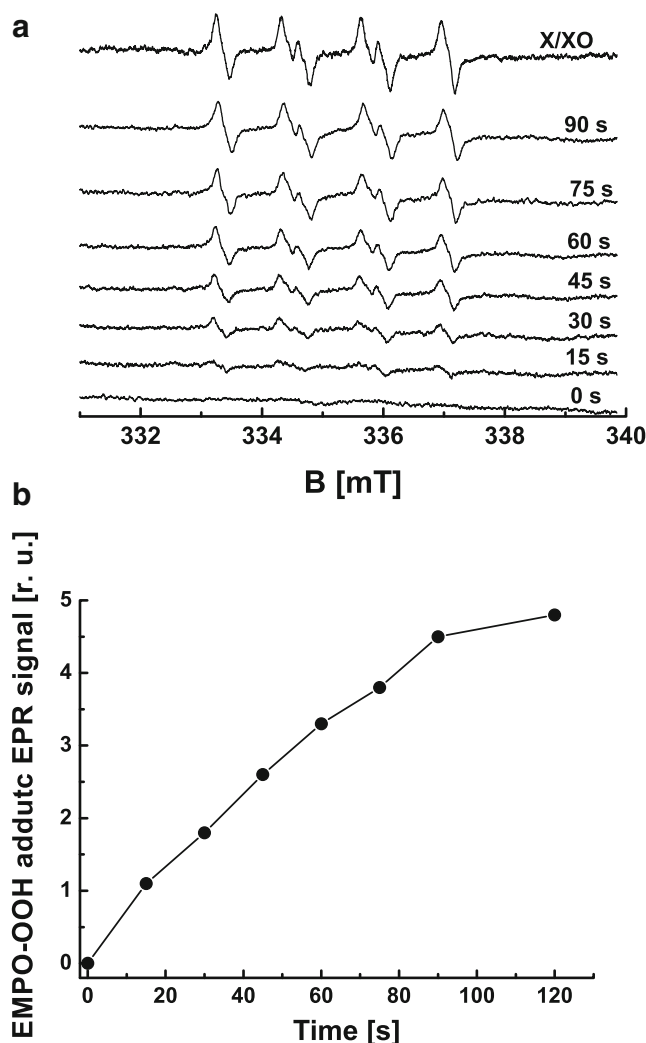 a
X/XO
90 s
75 s
60 s
45 s
30 s
15 s
0 s
332 334 336 338 340
B [mT]
b
EMPO-OOH addutc EPR signal [r. u.]
5
4
3
2
1
0
0 20 40 60 80 100 120
Time [s]